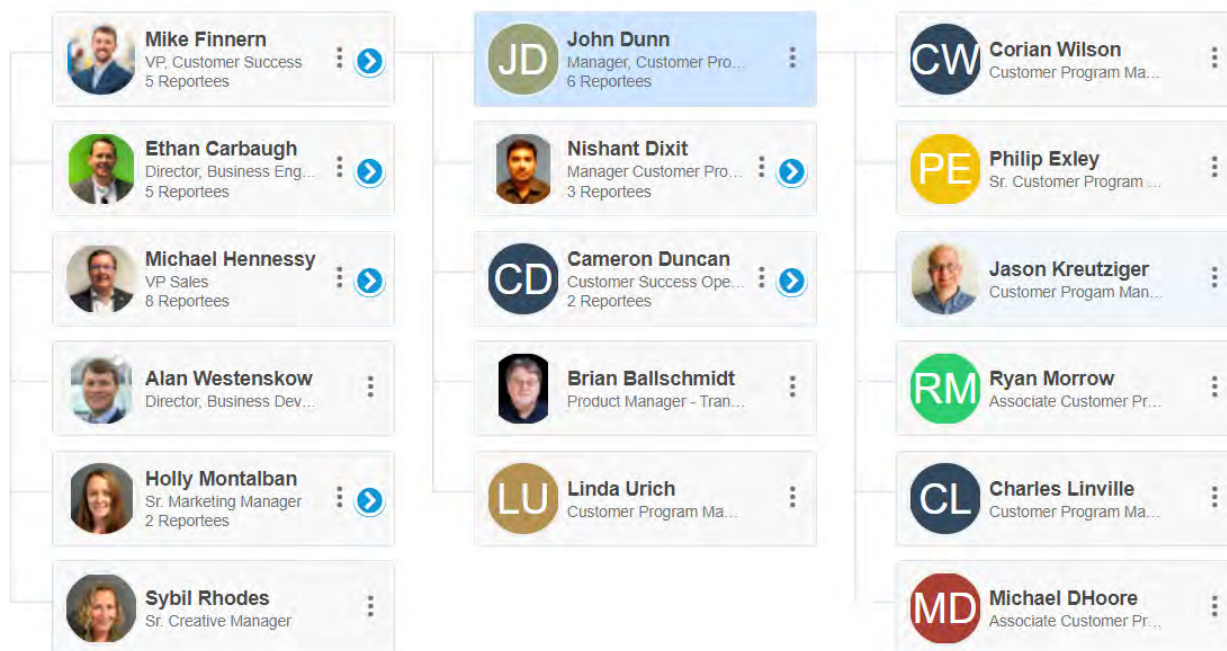 Mike Finnern
VP, Customer Success
5 Reportees
Ethan Carbaugh
Director, Business Eng...
5 Reportees
Michael Hennessy
VP Sales
8 Reportees
Alan Westenskow
Director, Business Dev...
Holly Montalban
Sr. Marketing Manager
2 Reportees
Sybil Rhodes
Sr. Creative Manager
JD
John Dunn
Manager, Customer Pro...
6 Reportees
Nishant Dixit
Manager Customer Pro...
3 Reportees
CD
Cameron Duncan
Customer Success Ope...
2 Reportees
Brian Ballschmidt
Product Manager - Tran...
LU
Linda Urich
Customer Program Ma...
CW
Corian Wilson
Customer Program Ma...
PE
Philip Exley
Sr. Customer Program ...
Jason Kreutziger
Customer Progam Man...
RM
Ryan Morrow
Associate Customer Pr...
CL
Charles Linville
Customer Program Ma...
MD
Michael DHoore
Associate Customer Pr...